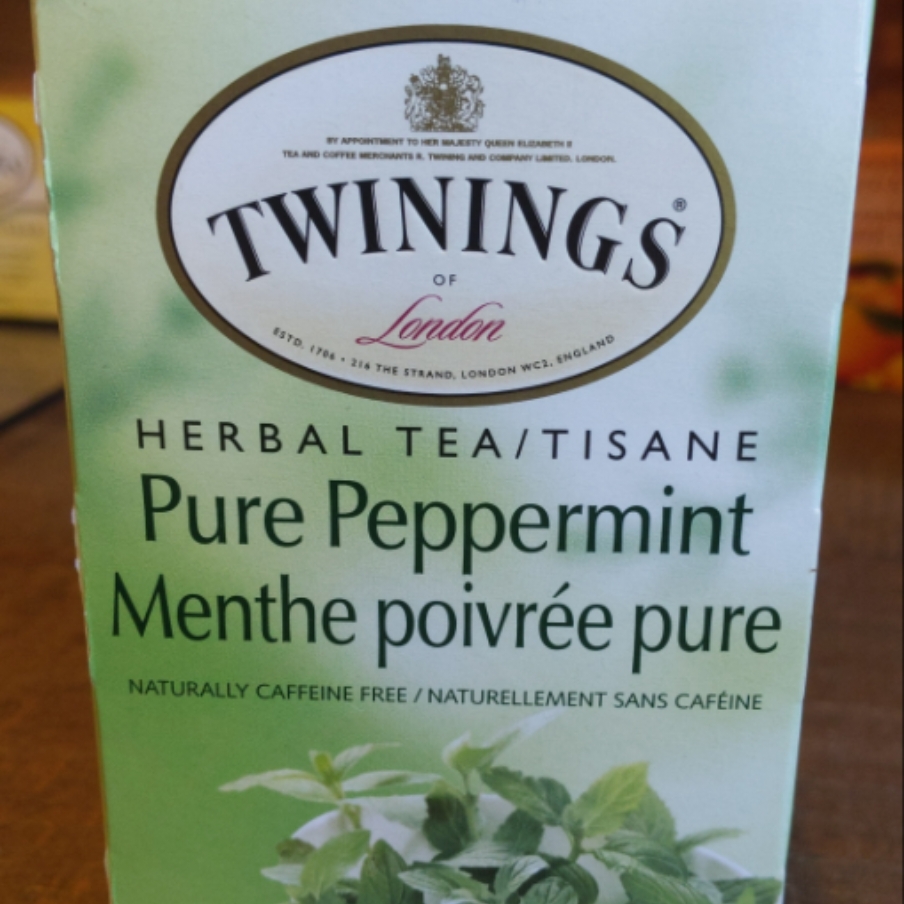 BY APPOINTMENT TO HER MAJESTY QUEEN ELIZABETH II
TEA AND COFFEE MERCHANTS R. TWINING AND COMPANY LIMITED. LONDON.
TWININGS®
OF
London
ESTD. 1706 • 216 THE STRAND, LONDON WC2, ENGLAND
HERBAL TEA/TISANE
Pure Peppermint
Menthe poivrée pure
NATURALLY CAFFEINE FREE / NATURELLEMENT SANS CAFÉINE